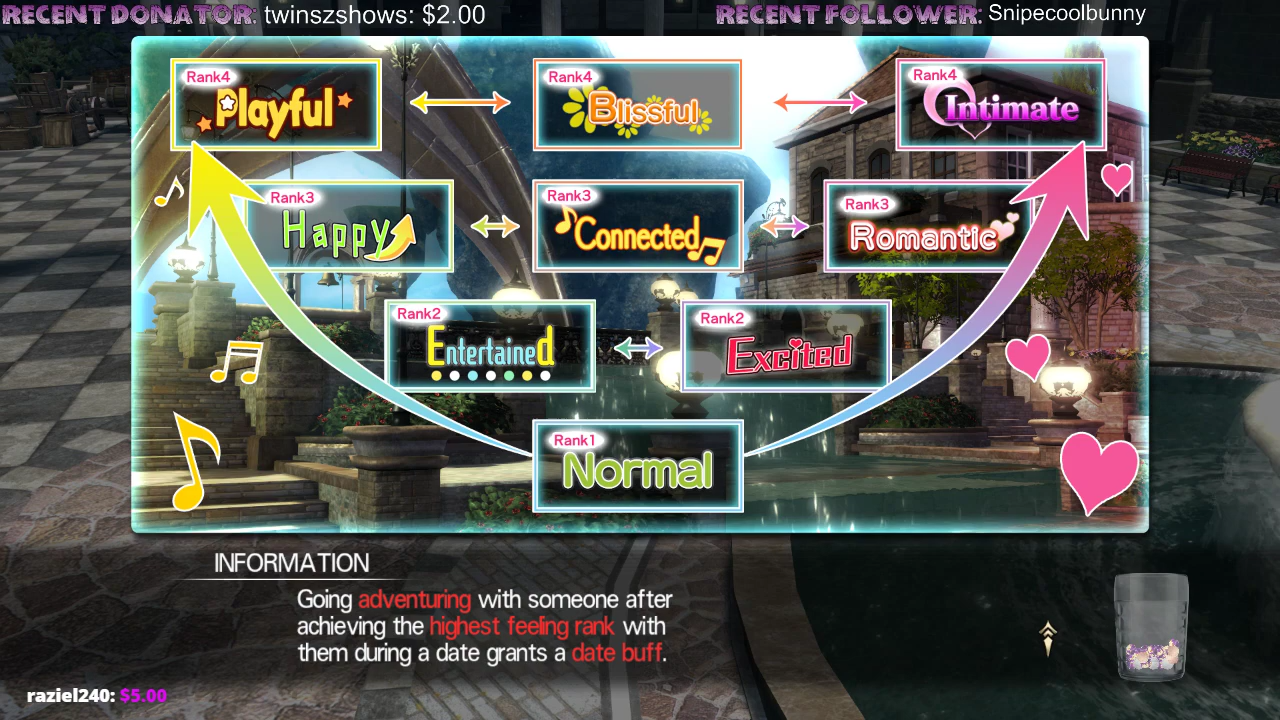 RECENT DONATOR: twinszshows: $2.00
RECENT FOLLOWER: Snipecoolbunny
Rank4
Playful
Rank4
Blissful
Rank4
Intimate
Rank3
Happy
Rank3
Connected
Rank3
Romantic
Rank2
Entertained
Rank2
Excited
Rank1
Normal
INFORMATION
Going adventuring with someone after
achieving the highest feeling rank with
them during a date grants a date buff.
raziel240: $5.00